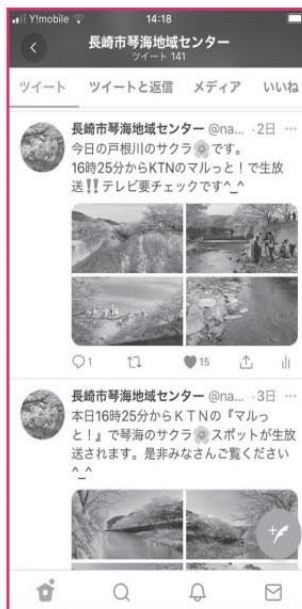 Y!mobile 14:18
長崎市琴海地域センター
ツイート 141
ツイート ツイートと返信 メディア いいね
長崎市琴海地域センター @na... ・2日 …
今日の戸根川のサクラ🌸です。
16時25分からKTNのマルっと！で生放
送‼テレビ要チェックです^_^
1 15
長崎市琴海地域センター @na... ・3日 …
本日16時25分からＫＴＮの『マルっ
と！』で琴海のサクラ🌸スポットが生
放送されます。是非みなさんご覧ください
^_^